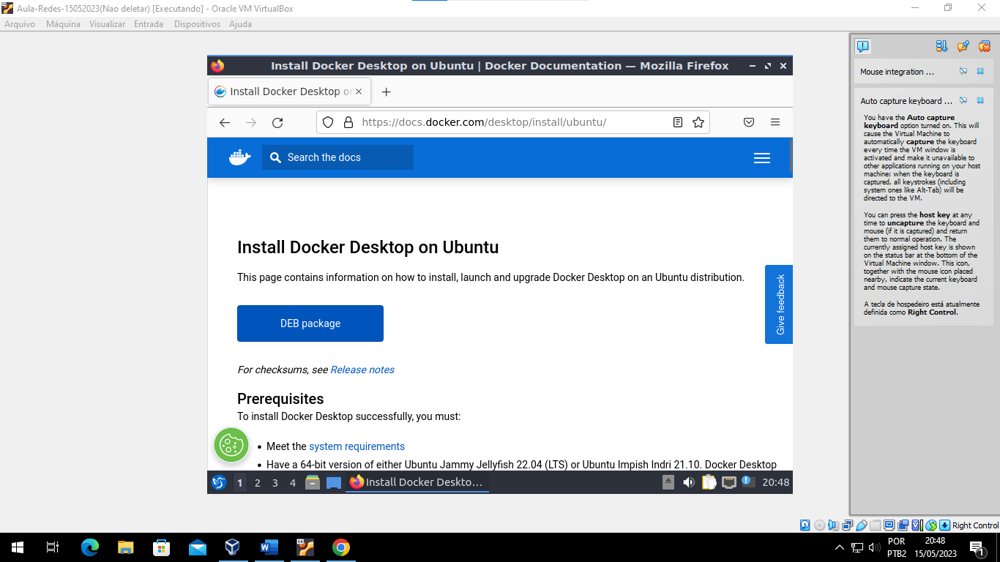 Aula-Redes-15052023(Nao deletar) [Executando] - Oracle VM VirtualBox
Arquivo Máquina Visualizar Entrada Dispositivos Ajuda
Install Docker Desktop on Ubuntu | Docker Documentation — Mozilla Firefox
Install Docker Desktop on
https://docs.docker.com/desktop/install/ubuntu/
Search the docs
Install Docker Desktop on Ubuntu
This page contains information on how to install, launch and upgrade Docker Desktop on an Ubuntu distribution.
DEB package
Give feedback
For checksums, see Release notes
Prerequisites
To install Docker Desktop successfully, you must:
• Meet the system requirements
• Have a 64-bit version of either Ubuntu Jammy Jellyfish 22.04 (LTS) or Ubuntu Impish Indri 21.10. Docker Desktop
1 2 3 4 Install Docker Deskto... 20:48
Mouse integration ...
Auto capture keyboard ...
You have the Auto capture
keyboard option turned on. This will
cause the Virtual Machine to
automatically capture the keyboard
every time the VM window is
activated and make it unavailable to
other applications running on your host
machine: when the keyboard is
captured, all keystrokes (including
system ones like Alt-Tab) will be
directed to the VM.
You can press the host key at any
time to uncapture the keyboard and
mouse (if it is captured) and return
them to normal operation. The
currently assigned host key is shown
on the status bar at the bottom of the
Virtual Machine window. This icon,
together with the mouse icon placed
nearby, indicate the current keyboard
and mouse capture state.
A tecla de hospedeiro está atualmente
definida como Right Control.
Right Control
POR
PTB2
20:48
15/05/2023
1